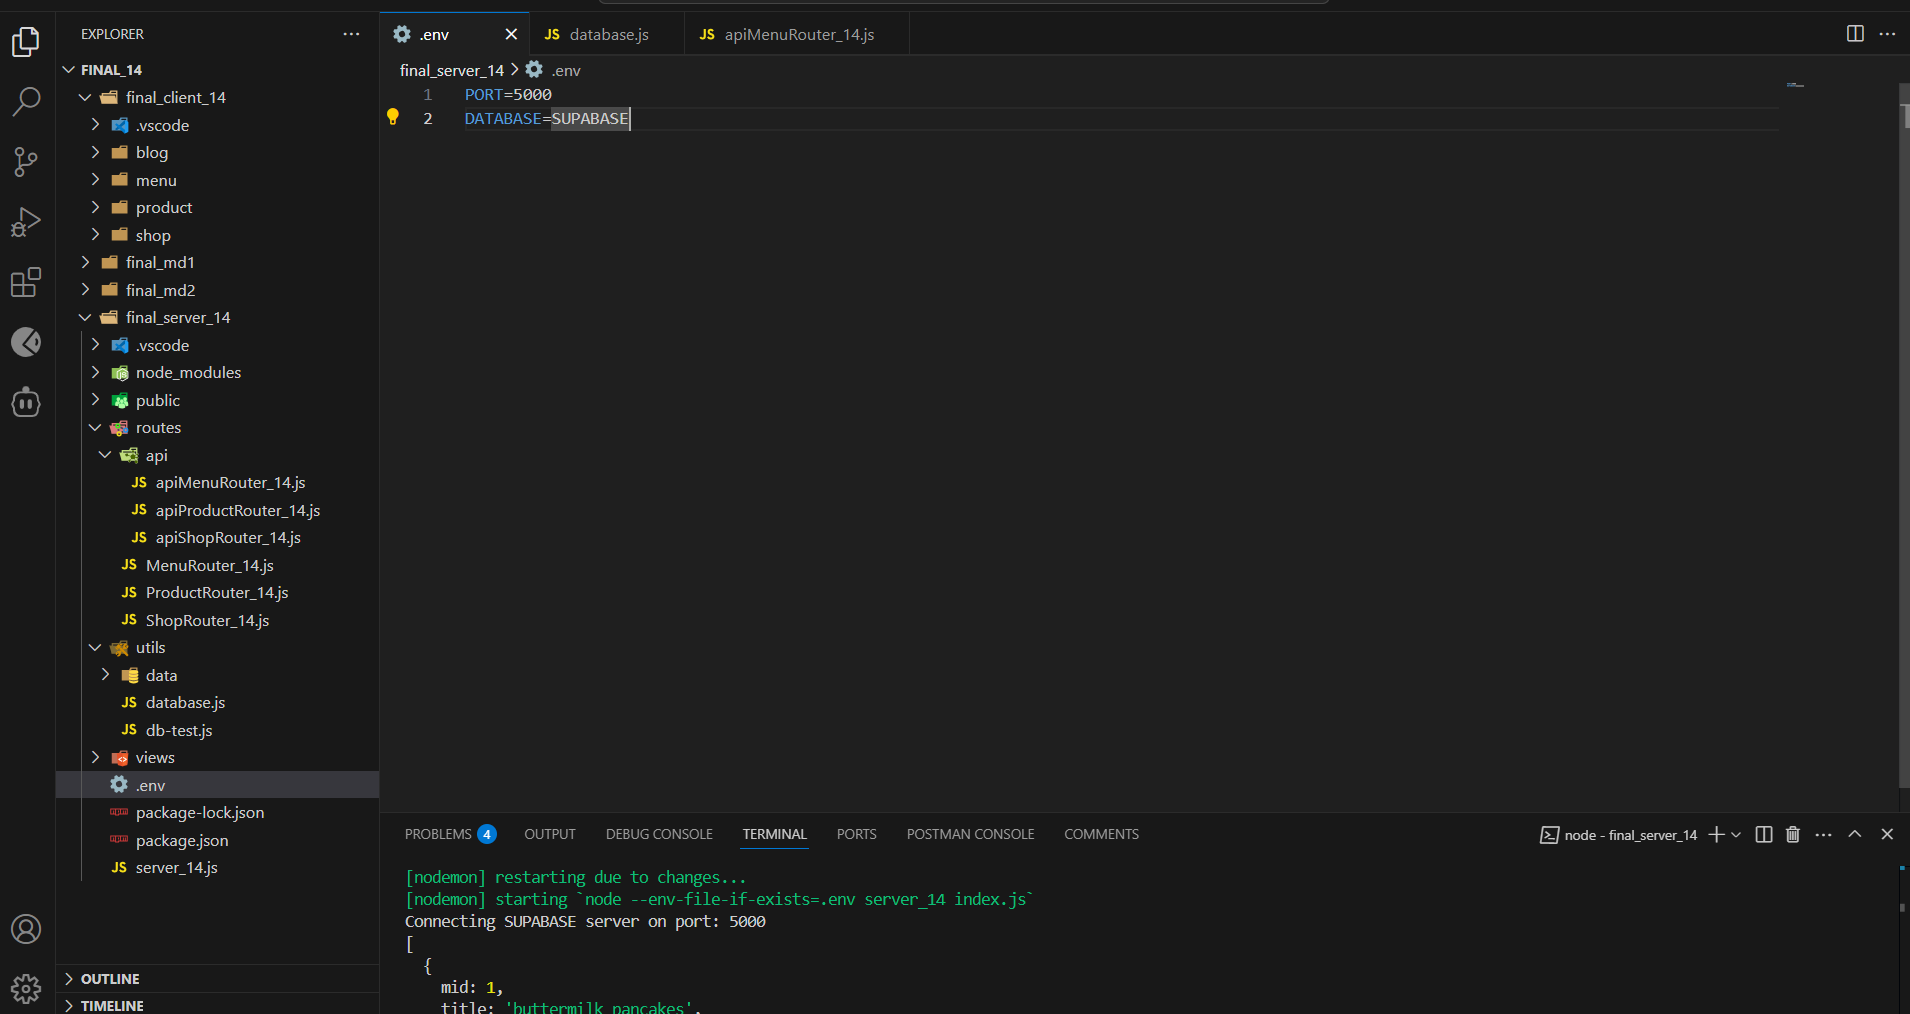 EXPLORER
FINAL_14
final_client_14
.vscode
blog
menu
product
shop
final_md1
final_md2
final_server_14
.vscode
node_modules
public
routes
api
JS apiMenuRouter_14.js
JS apiProductRouter_14.js
JS apiShopRouter_14.js
JS MenuRouter_14.js
JS ProductRouter_14.js
JS ShopRouter_14.js
utils
data
JS database.js
JS db-test.js
views
.env
package-lock.json
package.json
JS server_14.js
OUTLINE
TIMELINE
.env
JS database.js
JS apiMenuRouter_14.js
final_server_14 > .env
1 PORT=5000
2 DATABASE=SUPABASE
PROBLEMS 4 OUTPUT DEBUG CONSOLE TERMINAL PORTS POSTMAN CONSOLE COMMENTS
node - final_server_14
[nodemon] restarting due to changes...
[nodemon] starting `node --env-file-if-exists=.env server_14 index.js`
Connecting SUPABASE server on port: 5000
[
{
mid: 1,
title: 'buttermilk pancakes',